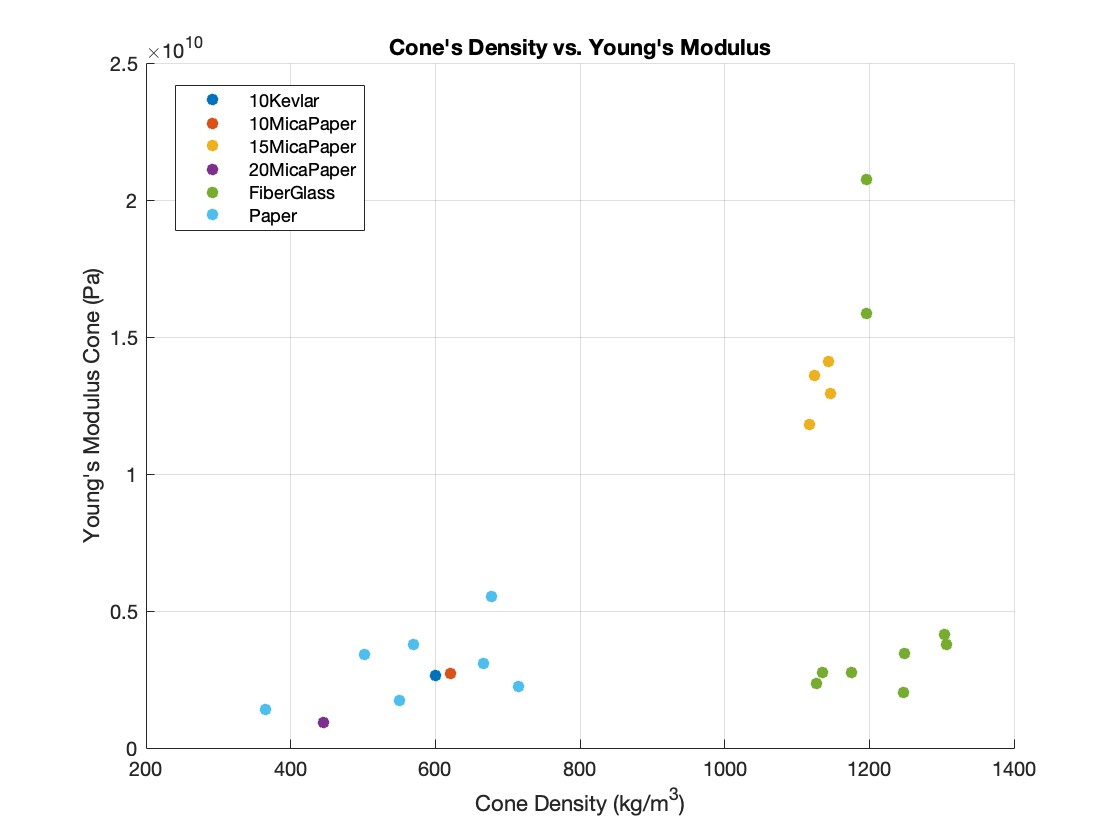 Cone's Density vs. Young's Modulus
×10^10
2.5
2
1.5
1
0.5
0
Young's Modulus Cone (Pa)
10Kevlar
10MicaPaper
15MicaPaper
20MicaPaper
FiberGlass
Paper
200 400 600 800 1000 1200 1400
Cone Density (kg/m^3)